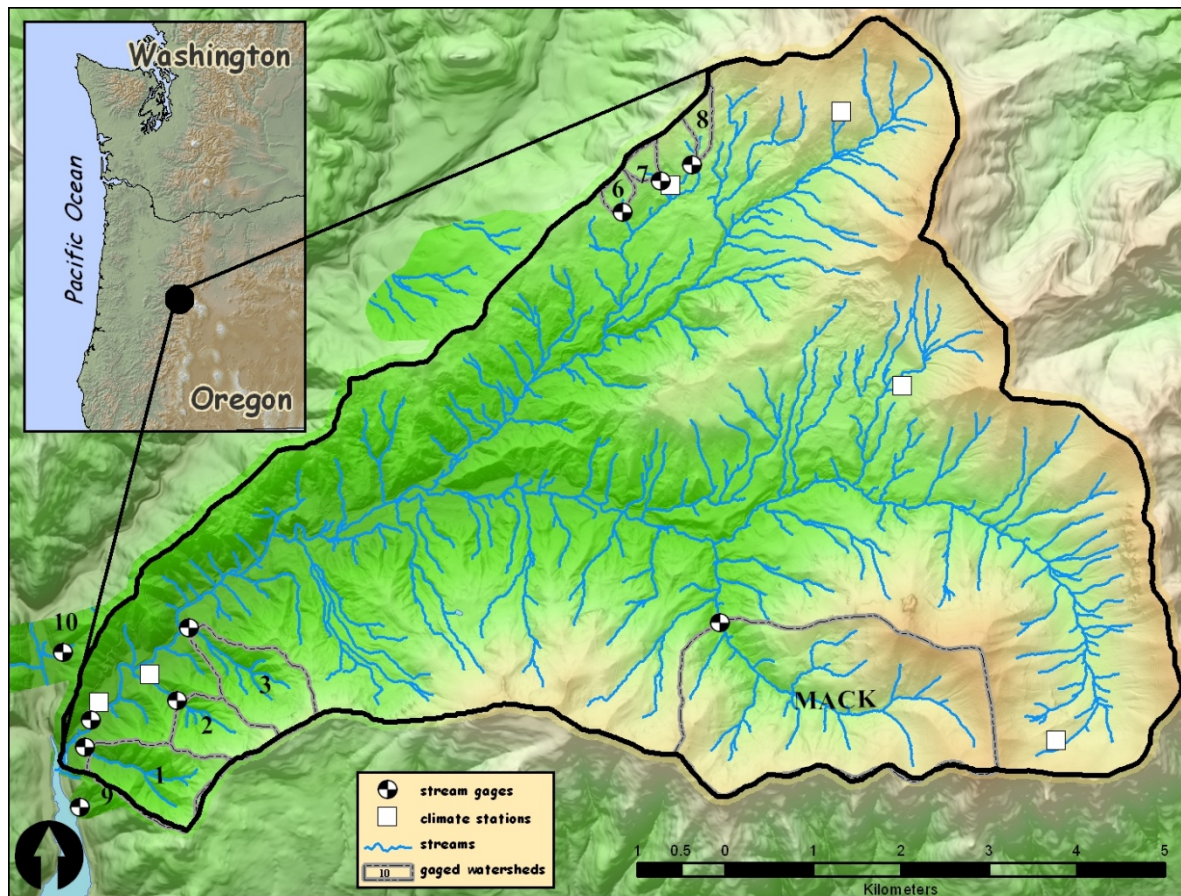 Washington
Pacific Ocean
Oregon
8
7
6
10
3
2
1
9
MACK
stream gages
climate stations
streams
10 gaged watersheds
1 0.5 0 1 2 3 4 5
Kilometers